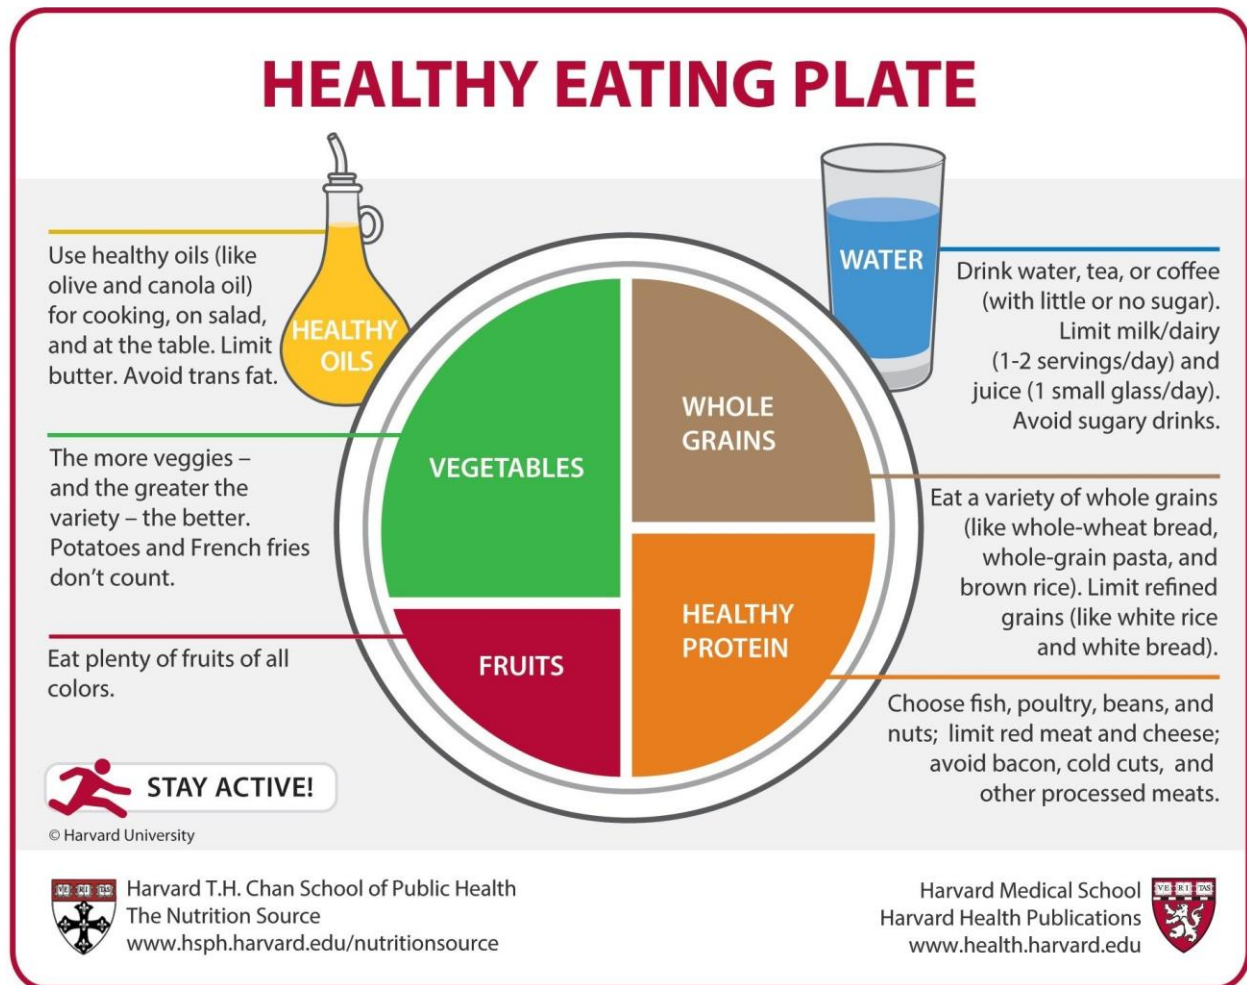 HEALTHY EATING PLATE
HEALTHY
OILS
Use healthy oils (like
olive and canola oil)
for cooking, on salad,
and at the table. Limit
butter. Avoid trans fat.
The more veggies –
and the greater the
variety – the better.
Potatoes and French fries
don’t count.
Eat plenty of fruits of all
colors.
VEGETABLES
FRUITS
WHOLE
GRAINS
HEALTHY
PROTEIN
WATER
Drink water, tea, or coffee
(with little or no sugar).
Limit milk/dairy
(1-2 servings/day) and
juice (1 small glass/day).
Avoid sugary drinks.
Eat a variety of whole grains
(like whole-wheat bread,
whole-grain pasta, and
brown rice). Limit refined
grains (like white rice
and white bread).
Choose fish, poultry, beans, and
nuts; limit red meat and cheese;
avoid bacon, cold cuts, and
other processed meats.
STAY ACTIVE!
© Harvard University
VE RI TAS
Harvard T.H. Chan School of Public Health
The Nutrition Source
www.hsph.harvard.edu/nutritionsource
Harvard Medical School
Harvard Health Publications
www.health.harvard.edu
VE RI TAS